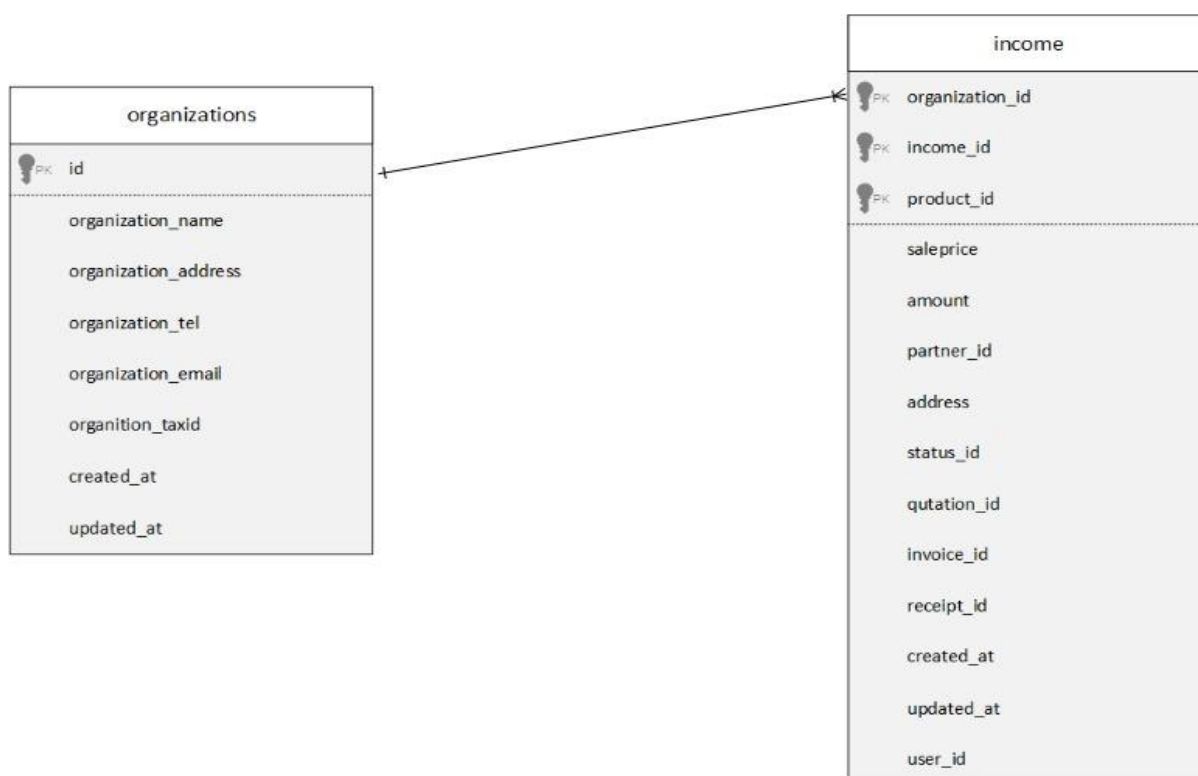 organizations
PK id
organization_name
organization_address
organization_tel
organization_email
organition_taxid
created_at
updated_at
income
PK organization_id
PK income_id
PK product_id
saleprice
amount
partner_id
address
status_id
qutation_id
invoice_id
receipt_id
created_at
updated_at
user_id